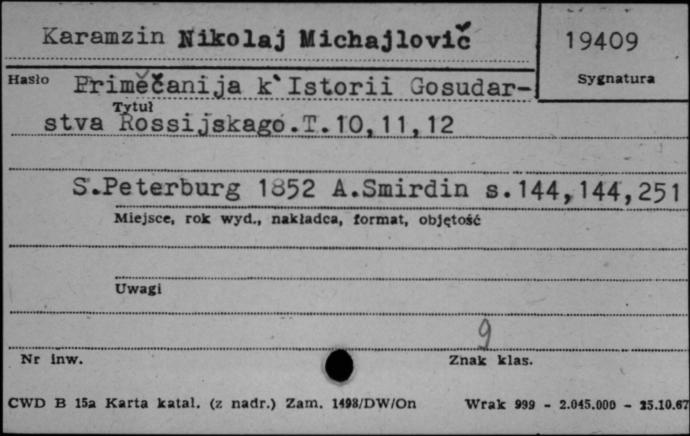 Karamzin Nikolaj Michajlovič
19409
Hasło
Sygnatura
Priměčanija k`Istorii Gosudar-
Tytuł
stva Rossijskago.T.10,11,12
S.Peterburg 1852 A.Smirdin s.144,144,251
Miejsce, rok wyd., nakładca, format, objętość
Uwagi
9
Nr inw.
Znak klas.
CWD B 15a Karta katal. (z nadr.) Zam. 1498/DW/On Wrak 999 - 2.045.000 - 25.10.67